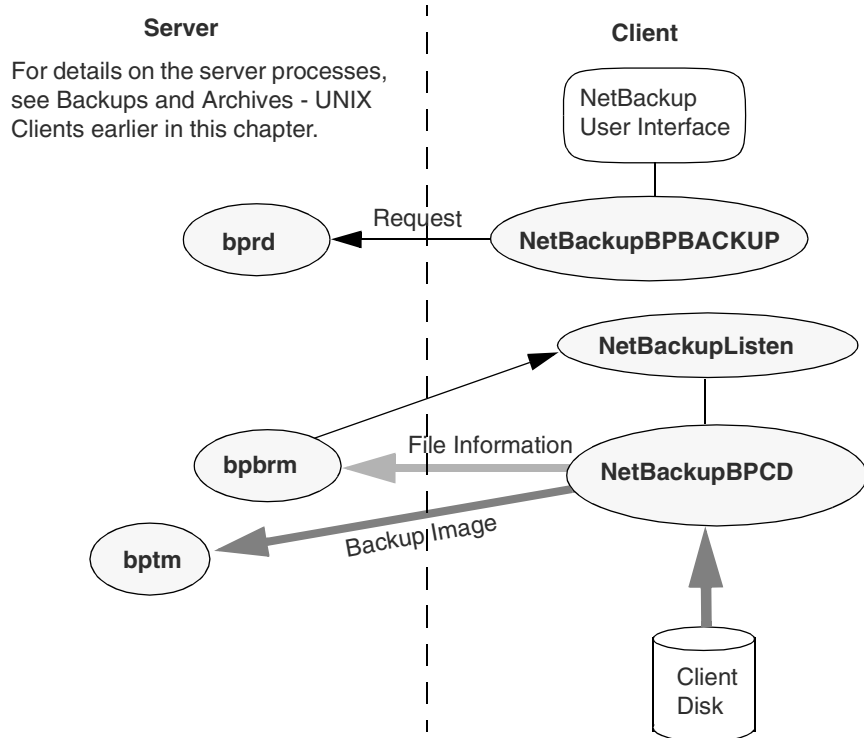 Server
Client
For details on the server processes,
see Backups and Archives - UNIX
Clients earlier in this chapter.
NetBackup
User Interface
Request
bprd
NetBackupBPBACKUP
NetBackupListen
File Information
bpbrm
NetBackupBPCD
Backup Image
bptm
Client
Disk